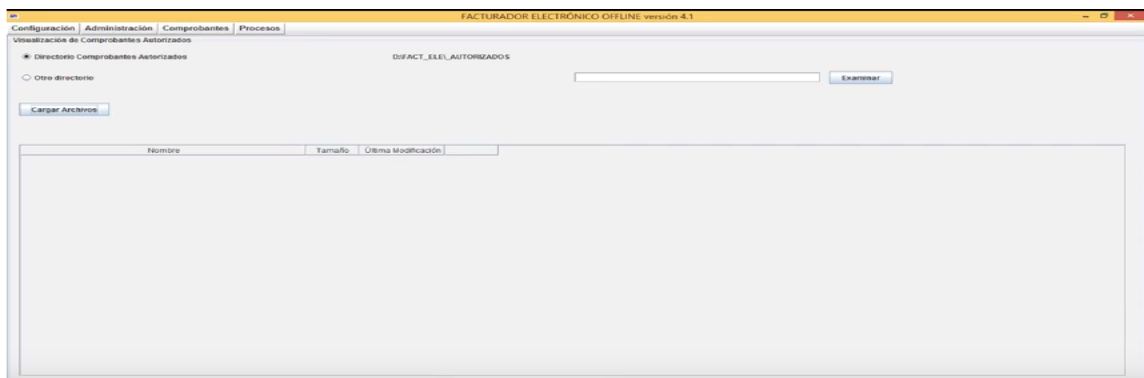 FACTURADOR ELECTRÓNICO OFFLINE versión 4.1
Configuración Administración Comprobantes Procesos
Visualización de Comprobantes Autorizados
Directorio Comprobantes Autorizados D:\FACT_ELE\_AUTORIZADOS
Otro directorio Examinar
Cargar Archivos
Nombre Tamaño Última Modificación